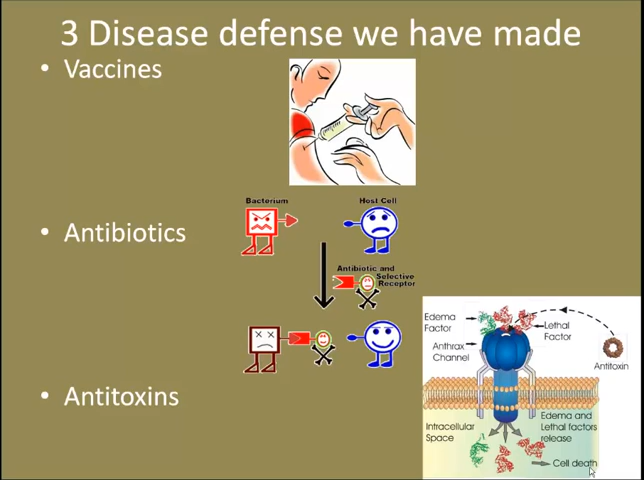 3 Disease defense we have made
• Vaccines
Bacterium
Host Cell
• Antibiotics
Antibiotic and
Selective
Receptor
Edema
Factor
Lethal
Factor
Anthrax
Channel
Antitoxin
• Antitoxins
Intracellular
Space
Edema and
Lethal factors
release
Cell death